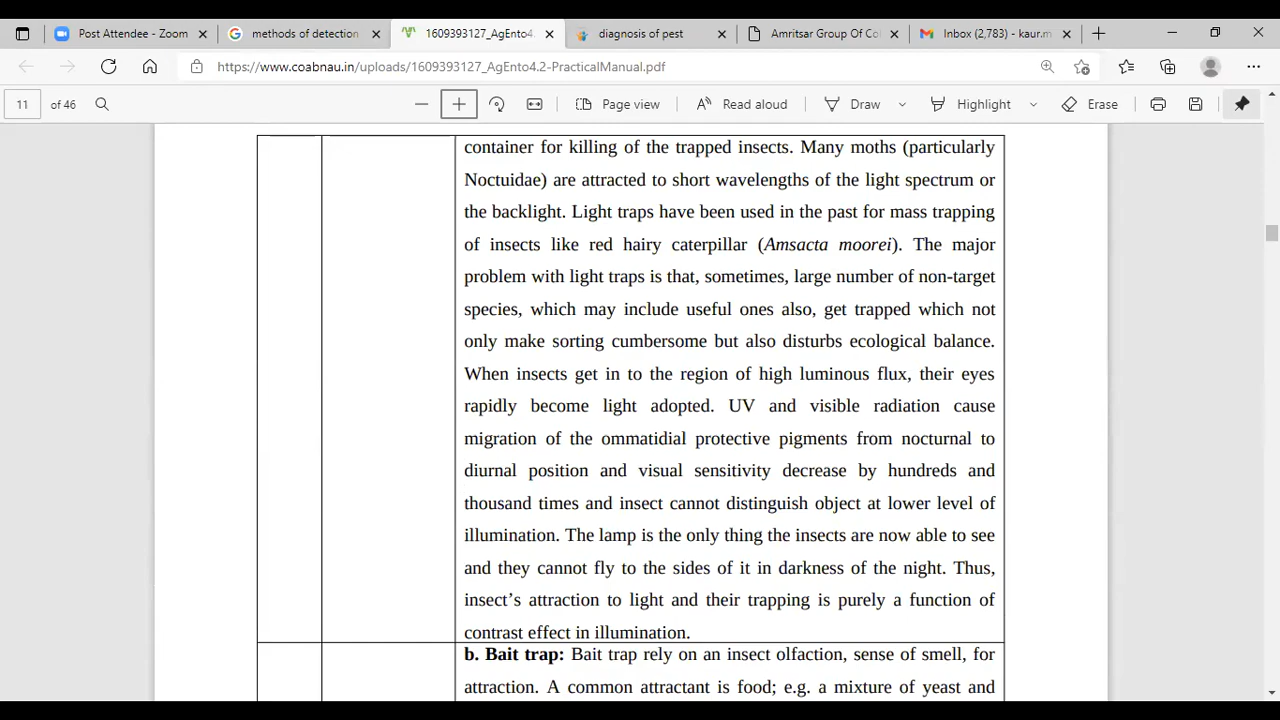 Post Attendee - Zoom
methods of detection
1609393127_AgEnto4.
diagnosis of pest
Amritsar Group Of Co
Inbox (2,783) - kaur.m
https://www.coabnau.in/uploads/1609393127_AgEnto4.2-PracticalManual.pdf
11 of 46
Page view
Read aloud
Draw
Highlight
Erase
container for killing of the trapped insects. Many moths (particularly
Noctuidae) are attracted to short wavelengths of the light spectrum or
the backlight. Light traps have been used in the past for mass trapping
of insects like red hairy caterpillar (Amsacta moorei). The major
problem with light traps is that, sometimes, large number of non-target
species, which may include useful ones also, get trapped which not
only make sorting cumbersome but also disturbs ecological balance.
When insects get in to the region of high luminous flux, their eyes
rapidly become light adopted. UV and visible radiation cause
migration of the ommatidial protective pigments from nocturnal to
diurnal position and visual sensitivity decrease by hundreds and
thousand times and insect cannot distinguish object at lower level of
illumination. The lamp is the only thing the insects are now able to see
and they cannot fly to the sides of it in darkness of the night. Thus,
insect’s attraction to light and their trapping is purely a function of
contrast effect in illumination.
b. Bait trap: Bait trap rely on an insect olfaction, sense of smell, for
attraction. A common attractant is food; e.g. a mixture of yeast and